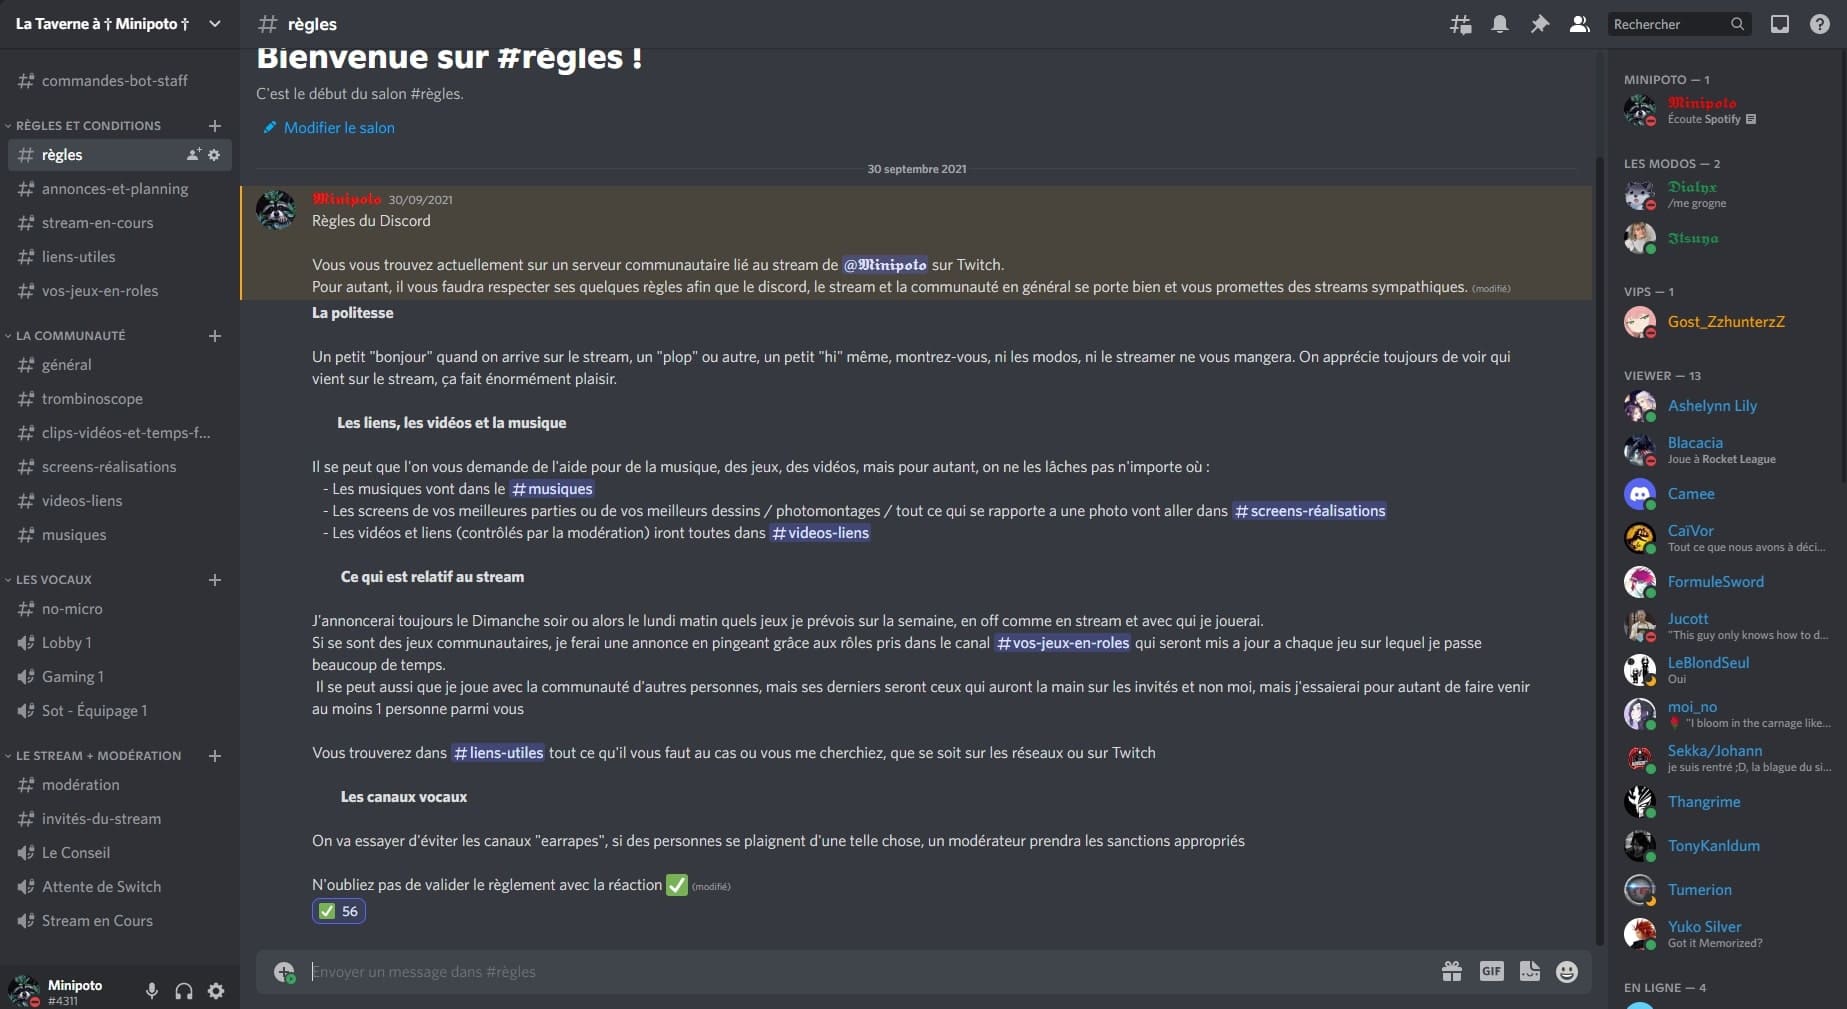 La Taverne à † Minipoto †
commandes-bot-staff
RÈGLES ET CONDITIONS
règles
annonces-et-planning
stream-en-cours
liens-utiles
vos-jeux-en-roles
LA COMMUNAUTÉ
général
trombinoscope
clips-vidéos-et-temps-f...
screens-réalisations
videos-liens
musiques
LES VOCAUX
no-micro
Lobby 1
Gaming 1
Sot - Équipage 1
LE STREAM + MODÉRATION
modération
invités-du-stream
Le Conseil
Attente de Switch
Stream en Cours
Minipoto
#4311
# règles
Rechercher
Bienvenue sur #règles !
C'est le début du salon #règles.
Modifier le salon
30 septembre 2021
𝕸𝖎𝖓𝖎𝖕𝖔𝖙𝖔 30/09/2021
Règles du Discord
Vous vous trouvez actuellement sur un serveur communautaire lié au stream de @𝕸𝖎𝖓𝖎𝖕𝖔𝖙𝖔 sur Twitch.
Pour autant, il vous faudra respecter ses quelques règles afin que le discord, le stream et la communauté en général se porte bien et vous promettes des streams sympathiques. (modifié)
La politesse
Un petit "bonjour" quand on arrive sur le stream, un "plop" ou autre, un petit "hi" même, montrez-vous, ni les modos, ni le streamer ne vous mangera. On apprécie toujours de voir qui
vient sur le stream, ça fait énormément plaisir.
Les liens, les vidéos et la musique
Il se peut que l'on vous demande de l'aide pour de la musique, des jeux, des vidéos, mais pour autant, on ne les lâches pas n'importe où :
- Les musiques vont dans le #musiques
- Les screens de vos meilleures parties ou de vos meilleurs dessins / photomontages / tout ce qui se rapporte a une photo vont aller dans #screens-réalisations
- Les vidéos et liens (contrôlés par la modération) iront toutes dans #videos-liens
Ce qui est relatif au stream
J'annoncerai toujours le Dimanche soir ou alors le lundi matin quels jeux je prévois sur la semaine, en off comme en stream et avec qui je jouerai.
Si se sont des jeux communautaires, je ferai une annonce en pingeant grâce aux rôles pris dans le canal #vos-jeux-en-roles qui seront mis a jour a chaque jeu sur lequel je passe
beaucoup de temps.
Il se peut aussi que je joue avec la communauté d'autres personnes, mais ses derniers seront ceux qui auront la main sur les invités et non moi, mais j'essaierai pour autant de faire venir
au moins 1 personne parmi vous
Vous trouverez dans #liens-utiles tout ce qu'il vous faut au cas ou vous me cherchiez, que se soit sur les réseaux ou sur Twitch
Les canaux vocaux
On va essayer d'éviter les canaux "earrapes", si des personnes se plaignent d'une telle chose, un modérateur prendra les sanctions appropriés
N'oubliez pas de valider le règlement avec la réaction ✅ (modifié)
✅ 56
Envoyer un message dans #règles
GIF
MINIPOTO — 1
𝕸𝖎𝖓𝖎𝖕𝖔𝖙𝖔
Écoute Spotify
LES MODOS — 2
𝕯𝖎𝖆𝖑𝖞𝖝
/me grogne
𝕴𝖙𝖘𝖚𝖞𝖆
VIPS — 1
Gost_ZzhunterzZ
VIEWER — 13
Ashelynn Lily
Blacacia
Joue à Rocket League
Camee
CaïVor
Tout ce que nous avons à déci...
FormuleSword
Jucott
"This guy only knows how to d...
LeBlondSeul
Oui
moi_no
"I bloom in the carnage like...
Sekka/Johann
je suis rentré ;D, la blague du si...
Thangrime
TonyKanldum
Tumerion
Yuko Silver
Got it Memorized?
EN LIGNE — 4